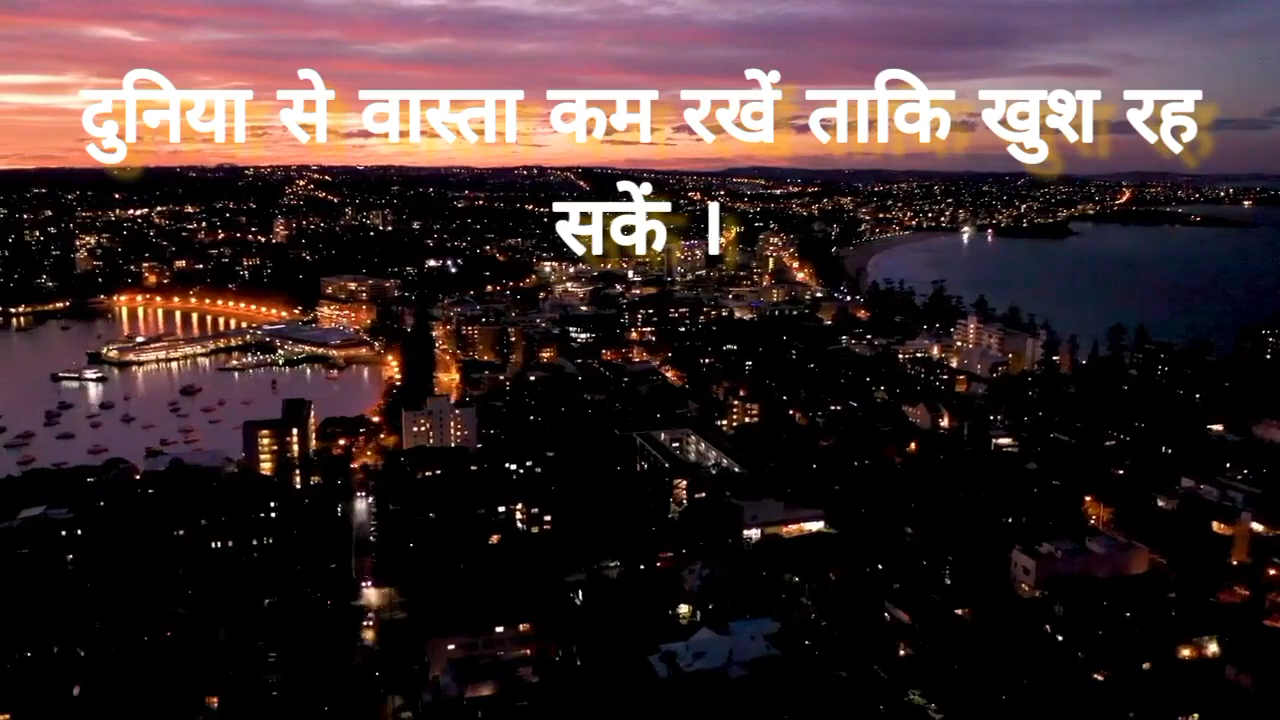 दुनिया से वास्ता कम रखें ताकि खुश रह
सकें ।